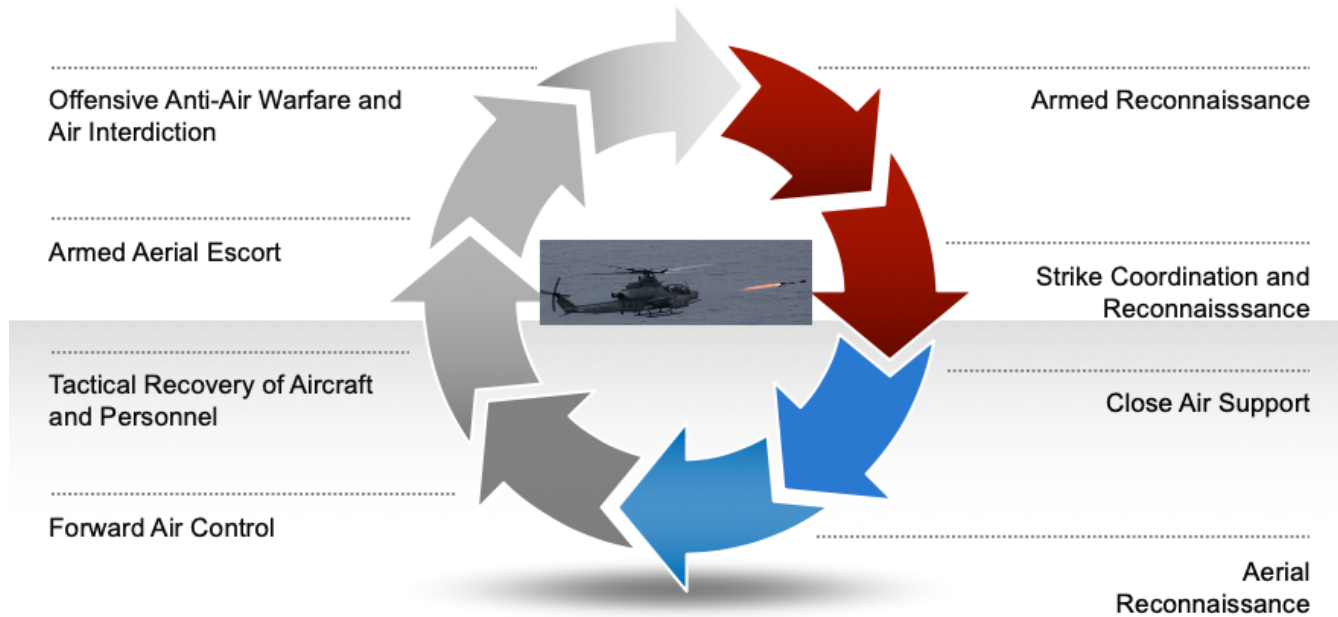 Offensive Anti-Air Warfare and
Air Interdiction
Armed Aerial Escort
Tactical Recovery of Aircraft
and Personnel
Forward Air Control
Armed Reconnaissance
Strike Coordination and
Reconnaisssance
Close Air Support
Aerial
Reconnaissance